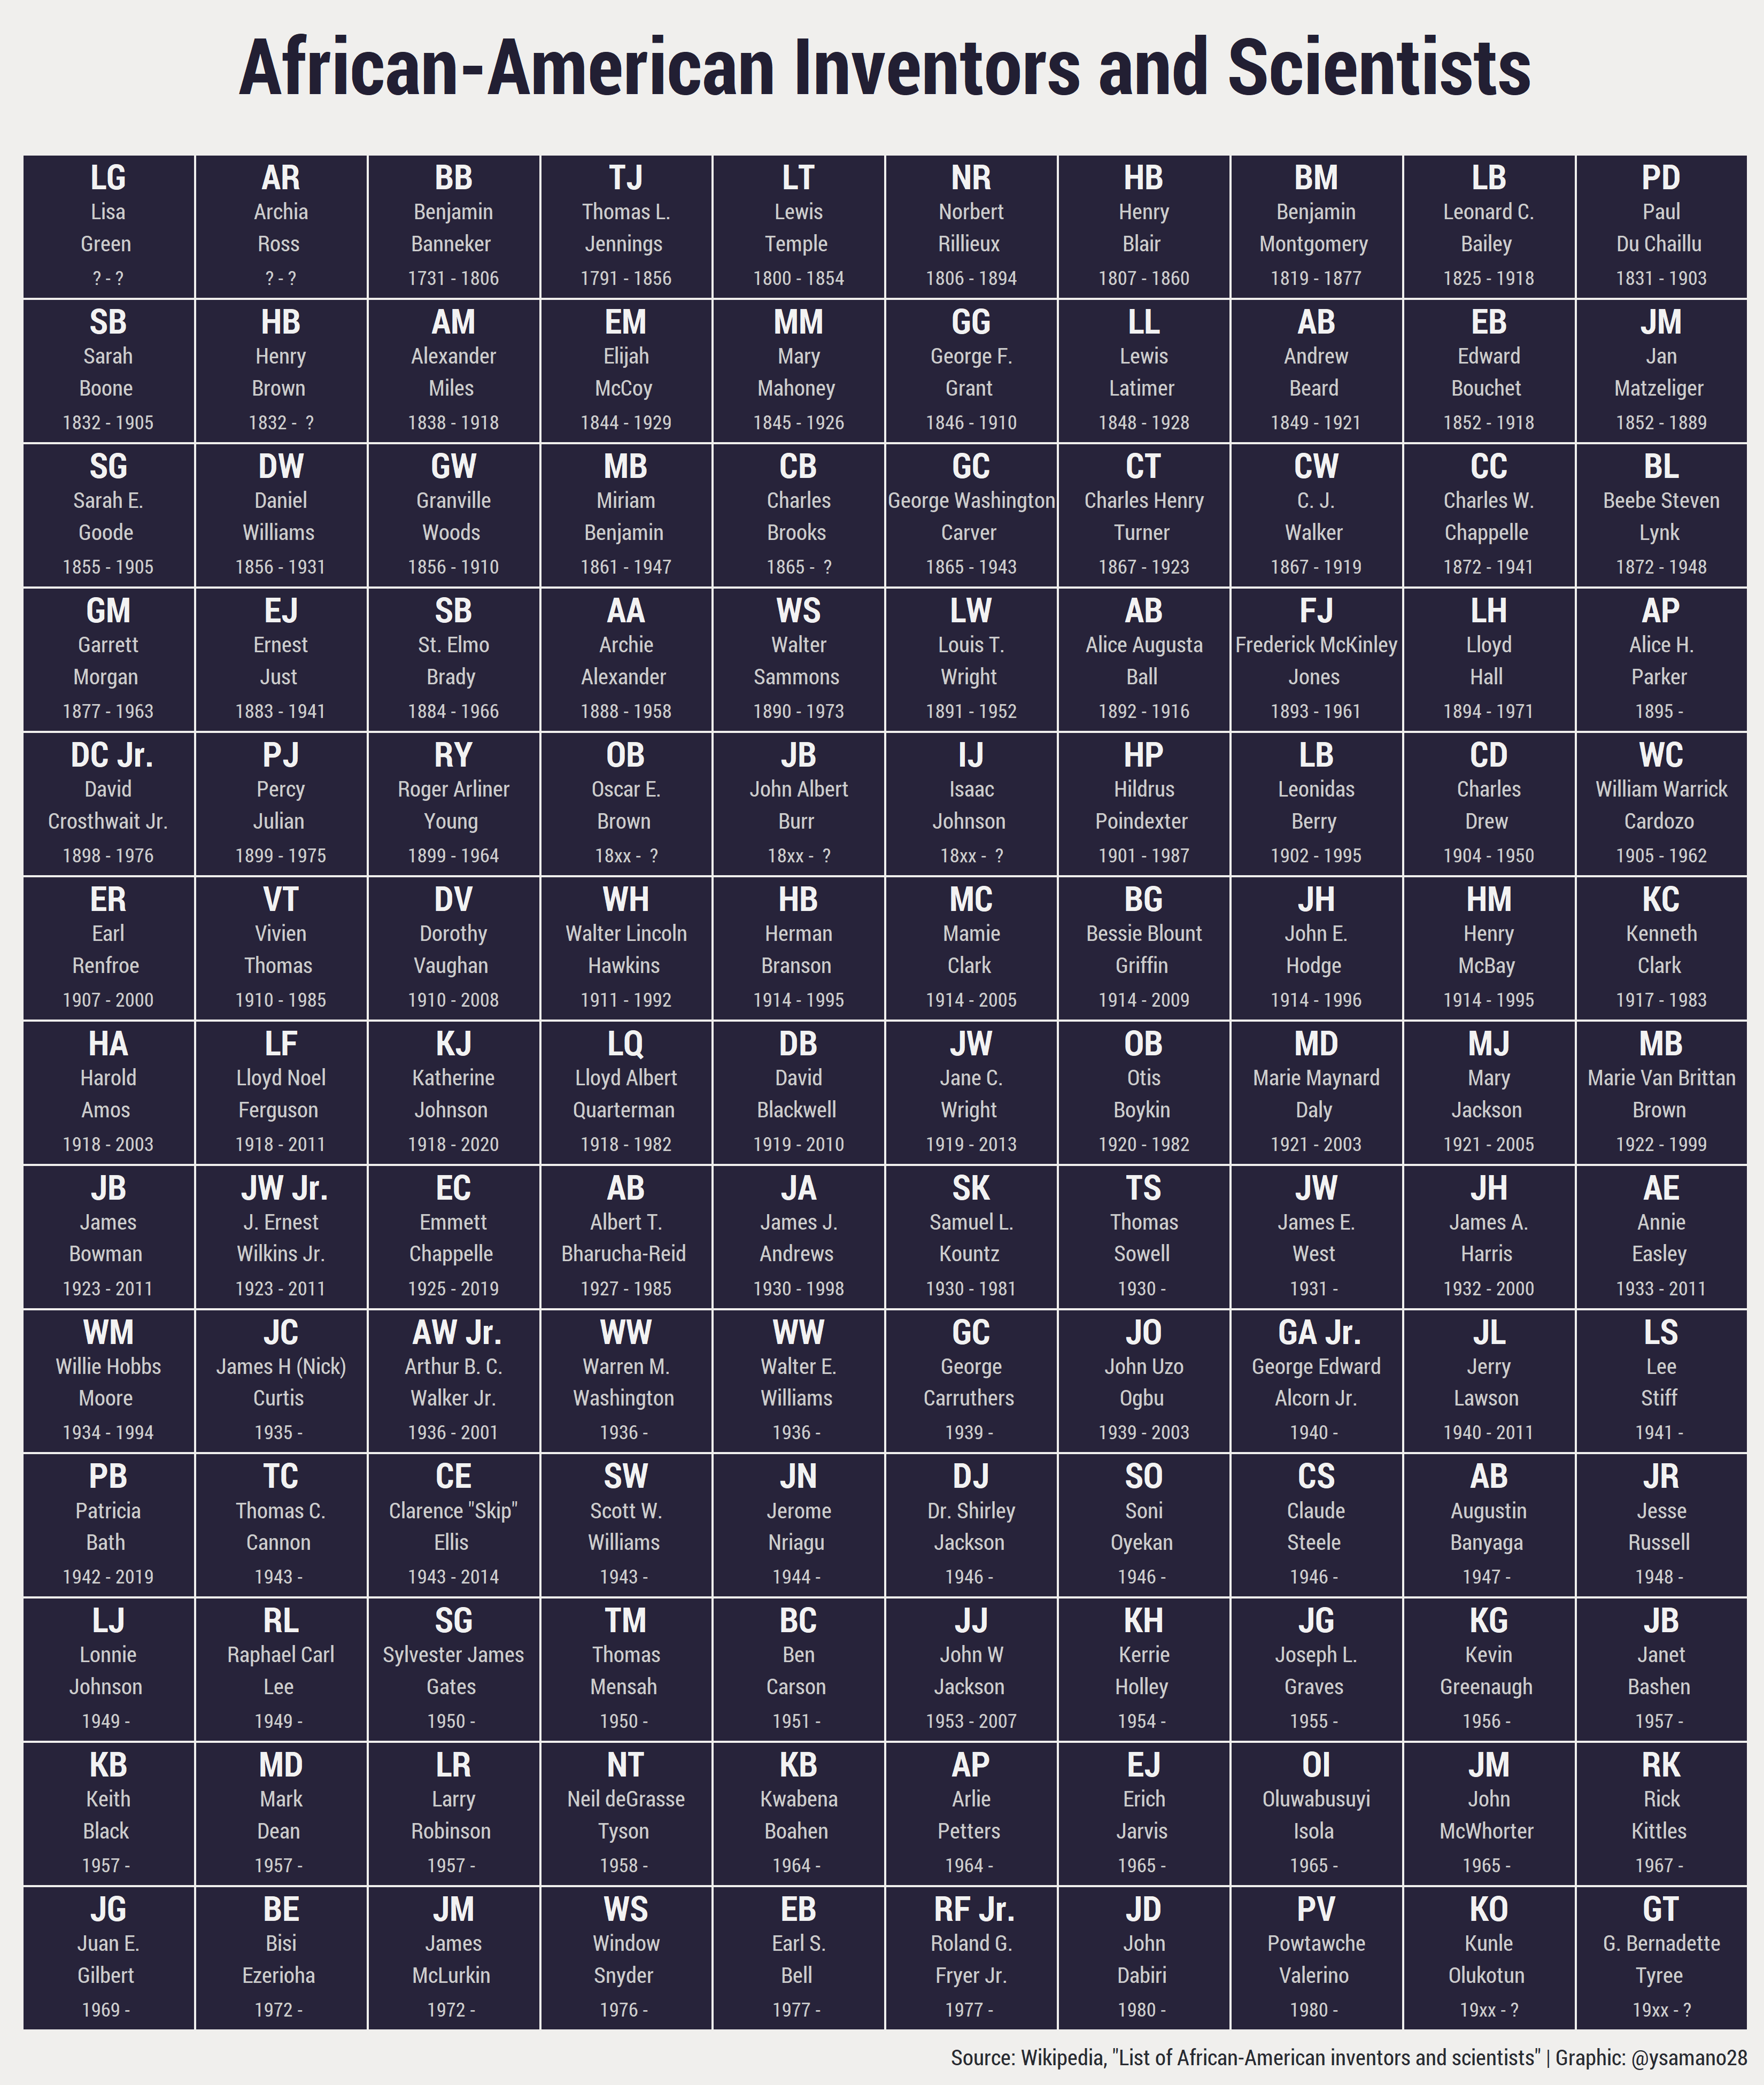 African-American Inventors and Scientists
LG AR BB TJ LT NR HB BM LB PD
Lisa Archia Benjamin Thomas L. Lewis Norbert Henry Benjamin Leonard C. Paul
Green Ross Banneker Jennings Temple Rillieux Blair Montgomery Bailey Du Chaillu
? - ? ? - ? 1731 - 1806 1791 - 1856 1800 - 1854 1806 - 1894 1807 - 1860 1819 - 1877 1825 - 1918 1831 - 1903
SB HB AM EM MM GG LL AB EB JM
Sarah Henry Alexander Elijah Mary George F. Lewis Andrew Edward Jan
Boone Brown Miles McCoy Mahoney Grant Latimer Beard Bouchet Matzeliger
1832 - 1905 1832 - ? 1838 - 1918 1844 - 1929 1845 - 1926 1846 - 1910 1848 - 1928 1849 - 1921 1852 - 1918 1852 - 1889
SG DW GW MB CB GC CT CW CC BL
Sarah E. Daniel Granville Miriam Charles George Washington Charles Henry C. J. Charles W. Beebe Steven
Goode Williams Woods Benjamin Brooks Carver Turner Walker Chappelle Lynk
1855 - 1905 1856 - 1931 1856 - 1910 1861 - 1947 1865 - ? 1865 - 1943 1867 - 1923 1867 - 1919 1872 - 1941 1872 - 1948
GM EJ SB AA WS LW AB FJ LH AP
Garrett Ernest St. Elmo Archie Walter Louis T. Alice Augusta Frederick McKinley Lloyd Alice H.
Morgan Just Brady Alexander Sammons Wright Ball Jones Hall Parker
1877 - 1963 1883 - 1941 1884 - 1966 1888 - 1958 1890 - 1973 1891 - 1952 1892 - 1916 1893 - 1961 1894 - 1971 1895 -
DC Jr. PJ RY OB JB IJ HP LB CD WC
David Percy Roger Arliner Oscar E. John Albert Isaac Hildrus Leonidas Charles William Warrick
Crosthwait Jr. Julian Young Brown Burr Johnson Poindexter Berry Drew Cardozo
1898 - 1976 1899 - 1975 1899 - 1964 18xx - ? 18xx - ? 18xx - ? 1901 - 1987 1902 - 1995 1904 - 1950 1905 - 1962
ER VT DV WH HB MC BG JH HM KC
Earl Vivien Dorothy Walter Lincoln Herman Mamie Bessie Blount John E. Henry Kenneth
Renfroe Thomas Vaughan Hawkins Branson Clark Griffin Hodge McBay Clark
1907 - 2000 1910 - 1985 1910 - 2008 1911 - 1992 1914 - 1995 1914 - 2005 1914 - 2009 1914 - 1996 1914 - 1995 1917 - 1983
HA LF KJ LQ DB JW OB MD MJ MB
Harold Lloyd Noel Katherine Lloyd Albert David Jane C. Otis Marie Maynard Mary Marie Van Brittan
Amos Ferguson Johnson Quarterman Blackwell Wright Boykin Daly Jackson Brown
1918 - 2003 1918 - 2011 1918 - 2020 1918 - 1982 1919 - 2010 1919 - 2013 1920 - 1982 1921 - 2003 1921 - 2005 1922 - 1999
JB JW Jr. EC AB JA SK TS JW JH AE
James J. Ernest Emmett Albert T. James J. Samuel L. Thomas James E. James A. Annie
Bowman Wilkins Jr. Chappelle Bharucha-Reid Andrews Kountz Sowell West Harris Easley
1923 - 2011 1923 - 2011 1925 - 2019 1927 - 1985 1930 - 1998 1930 - 1981 1930 - 1931 - 1932 - 2000 1933 - 2011
WM JC AW Jr. WW WW GC JO GA Jr. JL LS
Willie Hobbs James H (Nick) Arthur B. C. Warren M. Walter E. George John Uzo George Edward Jerry Lee
Moore Curtis Walker Jr. Washington Williams Carruthers Ogbu Alcorn Jr. Lawson Stiff
1934 - 1994 1935 - 1936 - 2001 1936 - 1936 - 1939 - 1939 - 2003 1940 - 1940 - 2011 1941 -
PB TC CE SW JN DJ SO CS AB JR
Patricia Thomas C. Clarence "Skip" Scott W. Jerome Dr. Shirley Soni Claude Augustin Jesse
Bath Cannon Ellis Williams Nriagu Jackson Oyekan Steele Banyaga Russell
1942 - 2019 1943 - 1943 - 2014 1943 - 1944 - 1946 - 1946 - 1946 - 1947 - 1948 -
LJ RL SG TM BC JJ KH JG KG JB
Lonnie Raphael Carl Sylvester James Thomas Ben John W Kerrie Joseph L. Kevin Janet
Johnson Lee Gates Mensah Carson Jackson Holley Graves Greenaugh Bashen
1949 - 1949 - 1950 - 1950 - 1951 - 1953 - 2007 1954 - 1955 - 1956 - 1957 -
KB MD LR NT KB AP EJ OI JM RK
Keith Mark Larry Neil deGrasse Kwabena Arlie Erich Oluwabusuyi John Rick
Black Dean Robinson Tyson Boahen Petters Jarvis Isola McWhorter Kittles
1957 - 1957 - 1957 - 1958 - 1964 - 1964 - 1965 - 1965 - 1965 - 1967 -
JG BE JM WS EB RF Jr. JD PV KO GT
Juan E. Bisi James Window Earl S. Roland G. John Powtawche Kunle G. Bernadette
Gilbert Ezerioha McLurkin Snyder Bell Fryer Jr. Dabiri Valerino Olukotun Tyree
1969 - 1972 - 1972 - 1976 - 1977 - 1977 - 1980 - 1980 - 19xx - ? 19xx - ?
Source: Wikipedia, "List of African-American inventors and scientists" | Graphic: @ysamano28